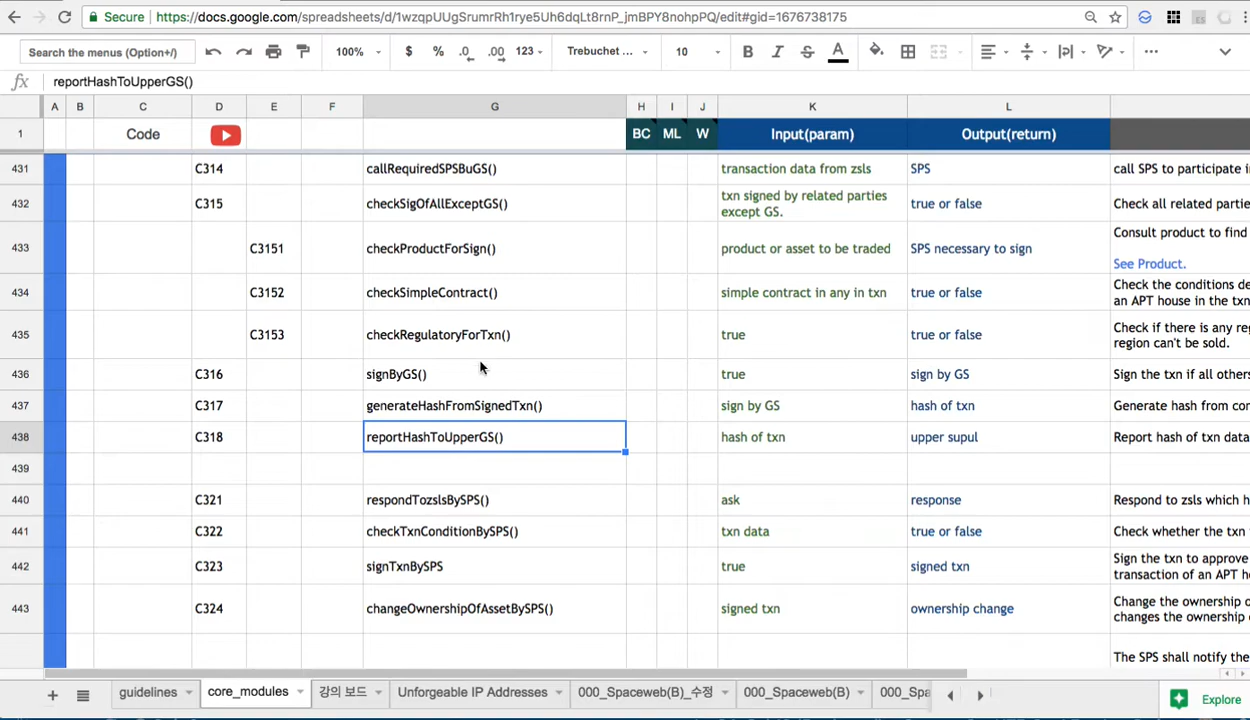 Secure
https://docs.google.com/spreadsheets/d/1wzqpUUgSrumrRh1rye5Uh6dqLt8rnP_jmBPY8nohpPQ/edit#gid=1676738175
Search the menus (Option+/)
100%
$ % .0 .00 123
Trebuchet ...
10
B I S A
fx reportHashToUpperGS()
A B C D E F G H I J K L
1 Code BC ML W Input(param) Output(return)
431 C314 callRequiredSPSBuGS() transaction data from zsls SPS call SPS to participate i
432 C315 checkSigOfAllExceptGS() txn signed by related parties except GS. true or false Check all related partie
433 C3151 checkProductForSign() product or asset to be traded SPS necessary to sign Consult product to find
See Product.
434 C3152 checkSimpleContract() simple contract in any in txn true or false Check the conditions de
an APT house in the txn
435 C3153 checkRegulatoryForTxn() true true or false Check if there is any reg
region can't be sold.
436 C316 signByGS() true sign by GS Sign the txn if all others
437 C317 generateHashFromSignedTxn() sign by GS hash of txn Generate hash from con
438 C318 reportHashToUpperGS() hash of txn upper supul Report hash of txn data
439
440 C321 respondTozslsBySPS() ask response Respond to zsls which h
441 C322 checkTxnConditionBySPS() txn data true or false Check whether the txn
442 C323 signTxnBySPS true signed txn Sign the txn to approve
transaction of an APT ho
443 C324 changeOwnershipOfAssetBySPS() signed txn ownership change Change the ownership o
changes the ownership
The SPS shall notify the
guidelines core_modules 강의 보드 Unforgeable IP Addresses 000_Spaceweb(B)_수정 000_Spaceweb(B) 000_Spa
Explore